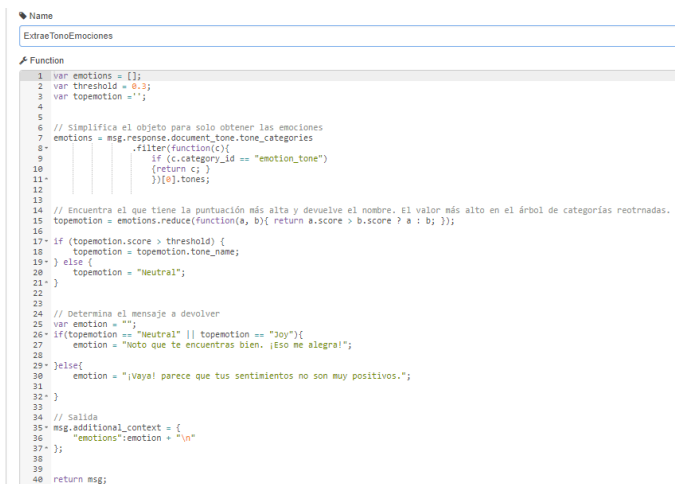 Name
ExtraeTonoEmociones
Function
1 var emotions = [];
2 var threshold = 0.3;
3 var topemotion ='';
4
5
6 // Simplifica el objeto para solo obtener las emociones
7 emotions = msg.response.document_tone.tone_categories
8 .filter(function(c){
9 if (c.category_id == "emotion_tone")
10 {return c; }
11 })[0].tones;
12
13
14 // Encuentra el que tiene la puntuación más alta y devuelve el nombre. El valor más alto en el árbol de categorías reotrnadas.
15 topemotion = emotions.reduce(function(a, b){ return a.score > b.score ? a : b; });
16
17 if (topemotion.score > threshold) {
18 topemotion = topemotion.tone_name;
19 } else {
20 topemotion = "Neutral";
21 }
22
23
24 // Determina el mensaje a devolver
25 var emotion = "";
26 if(topemotion == "Neutral" || topemotion == "Joy"){
27 emotion = "Noto que te encuentras bien. ¡Eso me alegra!";
28
29 }else{
30 emotion = "¡Vaya! parece que tus sentimientos no son muy positivos.";
31
32 }
33
34 // Salida
35 msg.additional_context = {
36 "emotions":emotion + "\n"
37 };
38
39
40 return msg;